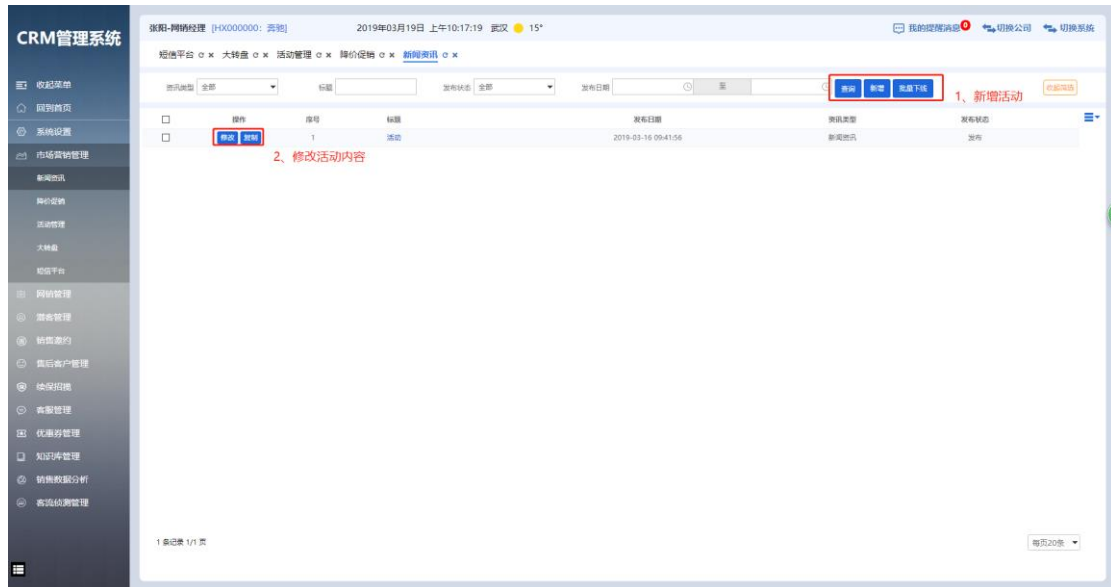 CRM管理系统
收起菜单
回到首页
系统设置
市场营销管理
新闻资讯
降价促销
活动管理
大转盘
短信平台
网销管理
潜客管理
销售邀约
售后客户管理
续保招揽
客服管理
优惠券管理
知识库管理
销售数据分析
客流侦测管理
张阳-网销经理 [HX000000: 奔驰] 2019年03月19日 上午10:17:19 武汉 15° 我的提醒消息0 切换公司 切换系统
短信平台 大转盘 活动管理 降价促销 新闻资讯
资讯类型 全部 标题 发布状态 全部 发布日期 至 查询 新增 批量下线
1、新增活动
操作 序号 标题 发布日期 资讯类型 发布状态
修改 复制 1 活动 2019-03-16 09:41:56 新闻资讯 发布
2、修改活动内容
1 条记录 1/1 页 每页20条